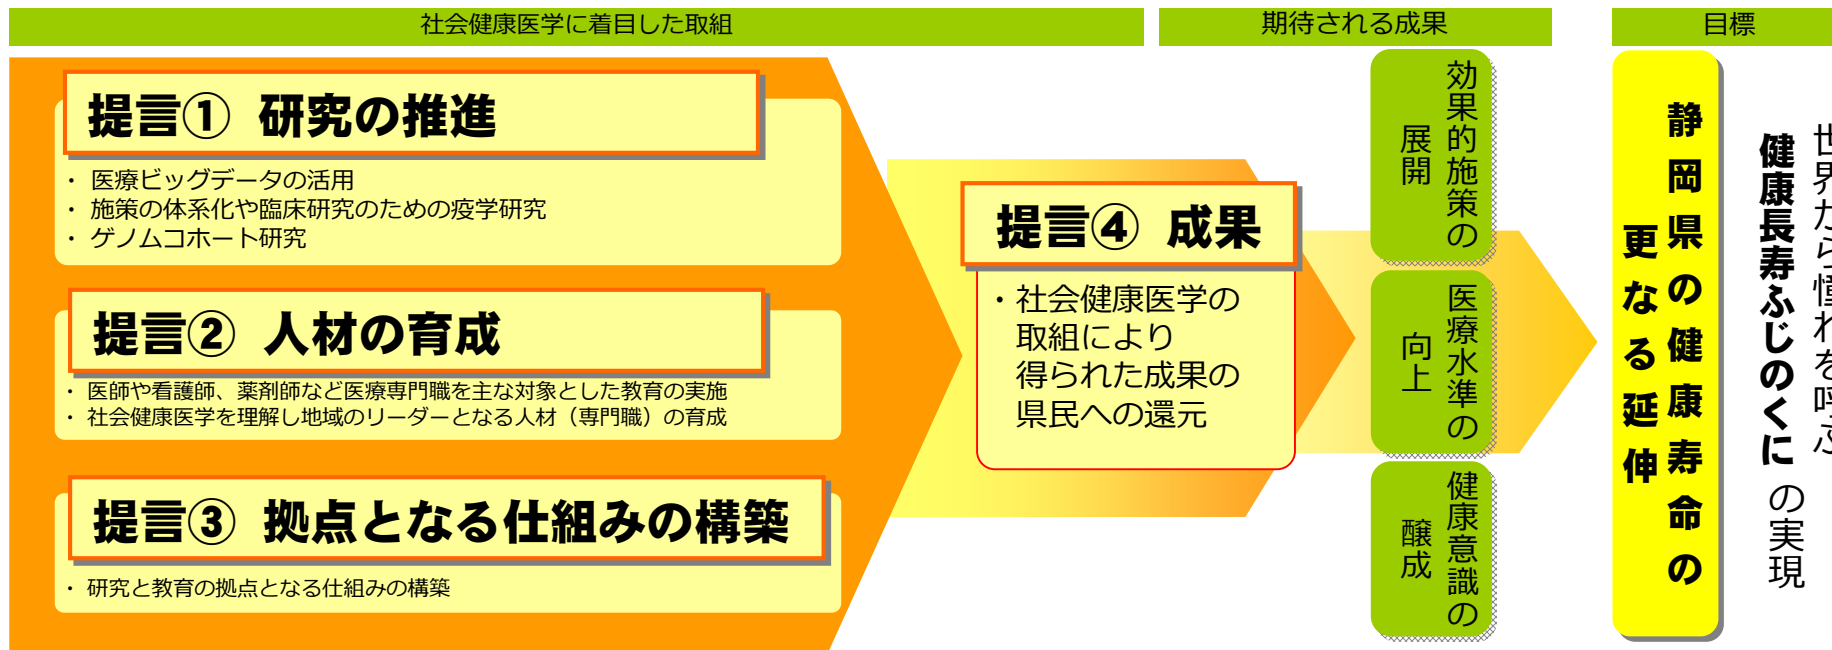 社会健康医学に着目した取組
期待される成果
目標
提言① 研究の推進
・ 医療ビッグデータの活用
・ 施策の体系化や臨床研究のための疫学研究
・ ゲノムコホート研究
提言② 人材の育成
・ 医師や看護師、薬剤師など医療専門職を主な対象とした教育の実施
・ 社会健康医学を理解し地域のリーダーとなる人材（専門職）の育成
提言③ 拠点となる仕組みの構築
・ 研究と教育の拠点となる仕組みの構築
提言④ 成果
・社会健康医学の
取組により
得られた成果の
県民への還元
効果的施策の
展開
医療水準の
向上
健康意識の
醸成
静岡県の健康寿命の
更なる延伸
世界から憧れを呼ぶ
健康長寿ふじのくに の実現